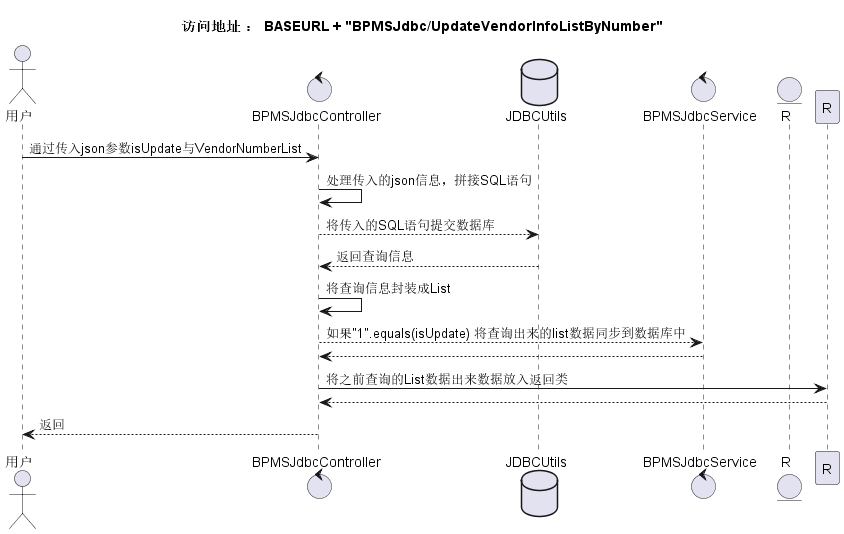 访问地址 ： BASEURL + "BPMSJdbc/UpdateVendorInfoListByNumber"
用户 BPMSJdbcController JDBCUtils BPMSJdbcService R R
通过传入json参数isUpdate与VendorNumberList
处理传入的json信息，拼接SQL语句
将传入的SQL语句提交数据库
返回查询信息
将查询信息封装成List
如果"1".equals(isUpdate) 将查询出来的list数据同步到数据库中
将之前查询的List数据出来数据放入返回类
返回
用户 BPMSJdbcController JDBCUtils BPMSJdbcService R R